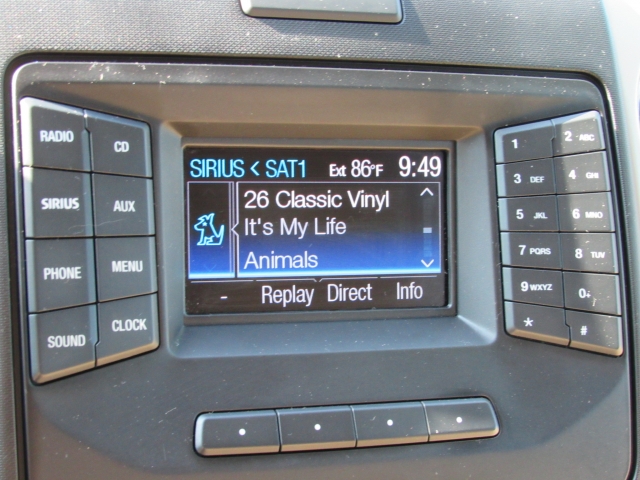 RADIO
CD
SIRIUS
AUX
PHONE
MENU
SOUND
CLOCK
SIRIUS < SAT1 Ext 86°F 9:49
26 Classic Vinyl
It's My Life
Animals
- Replay Direct Info
1
2 ABC
3 DEF
4 GHI
5 JKL
6 MNO
7 PQRS
8 TUV
9 WXYZ
0+
*
#